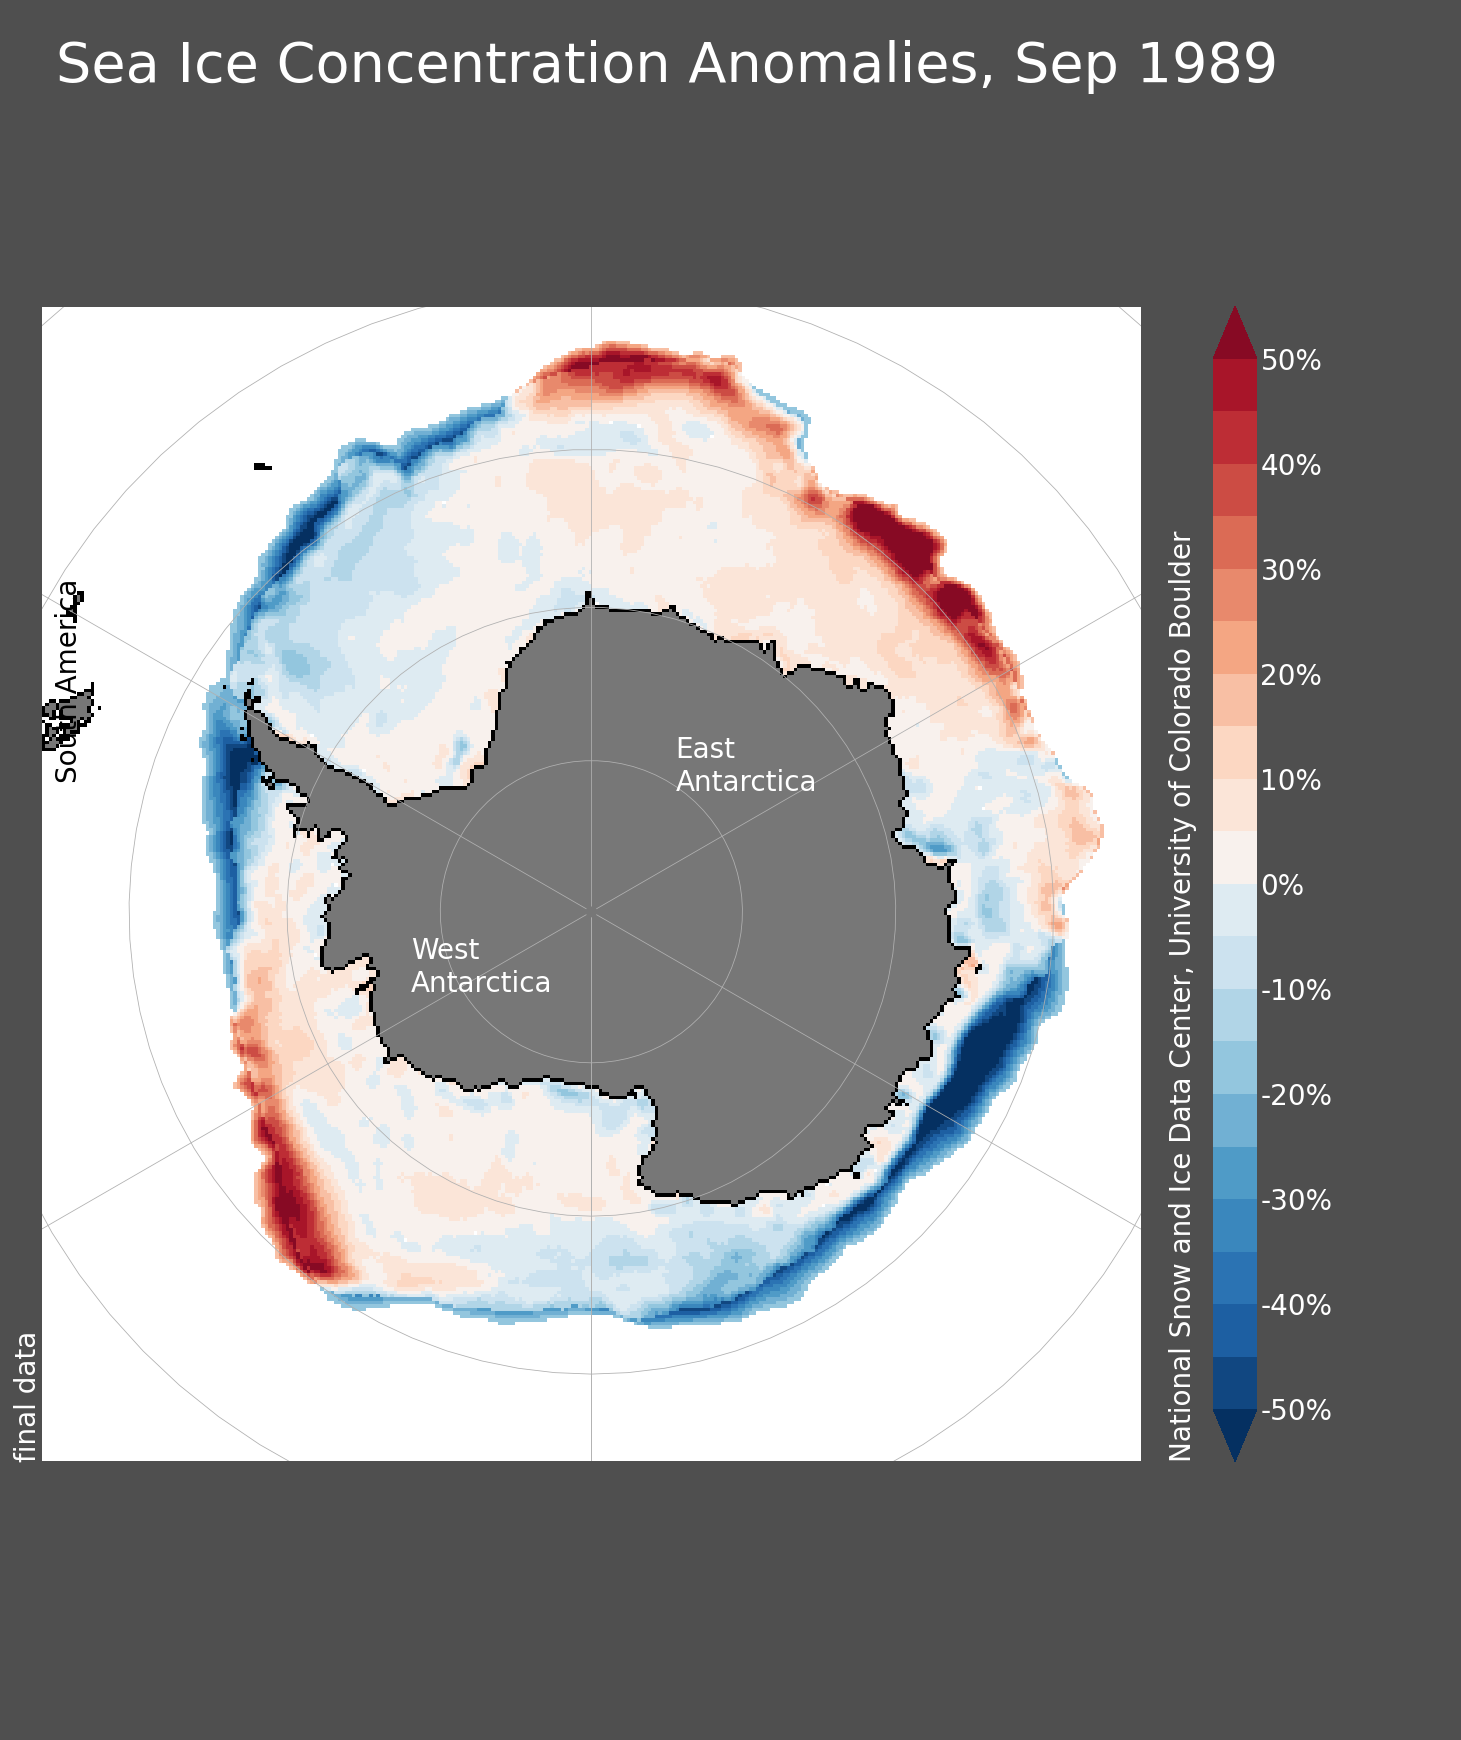 Sea Ice Concentration Anomalies, Sep 1989
South America
East
Antarctica
West
Antarctica
final data
National Snow and Ice Data Center, University of Colorado Boulder
50%
40%
30%
20%
10%
0%
-10%
-20%
-30%
-40%
-50%